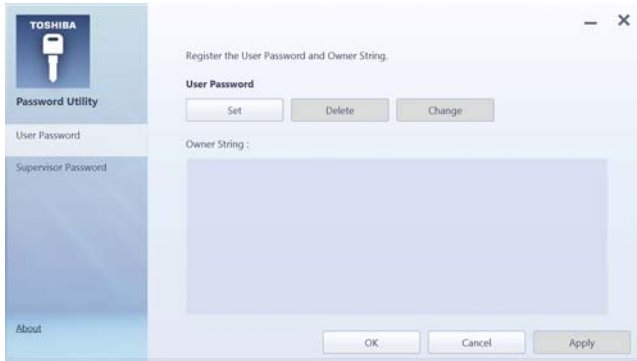 TOSHIBA
Password Utility
User Password
Supervisor Password
About
Register the User Password and Owner String.
User Password
Set
Delete
Change
Owner String :
OK
Cancel
Apply